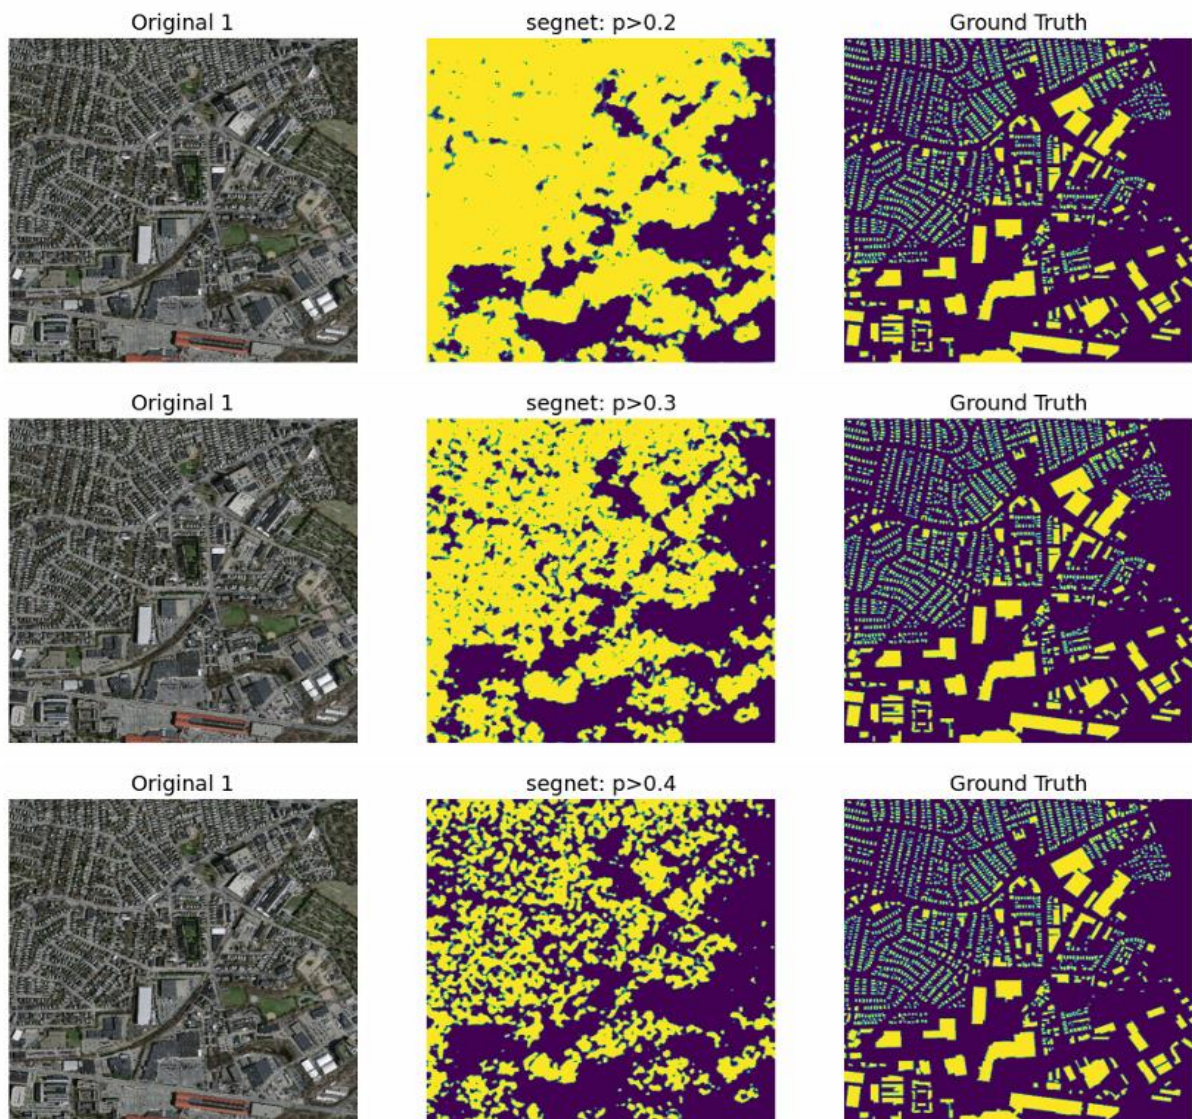 Original 1
segnet: p>0.2
Ground Truth
Original 1
segnet: p>0.3
Ground Truth
Original 1
segnet: p>0.4
Ground Truth